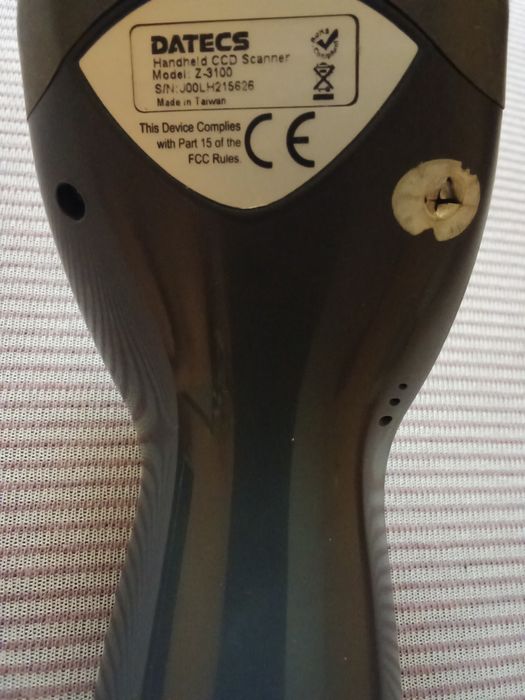 DATECS
Handheld CCD Scanner
Model: Z-3100
S/N:J00LH215626
Made in Taiwan
This Device Complies
with Part 15 of the
FCC Rules.
CE